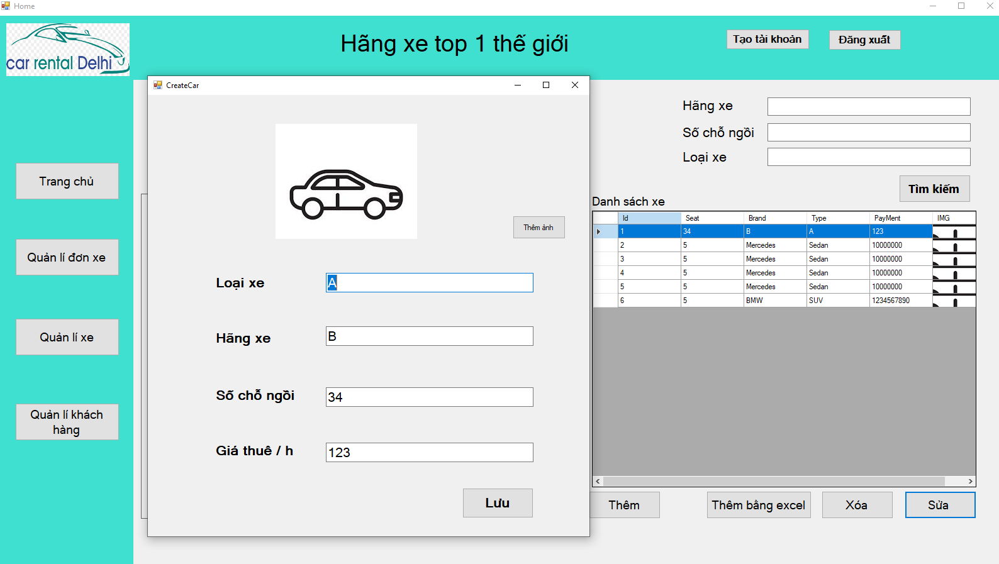 Home
car rental Delhi
Hãng xe top 1 thế giới
Tạo tài khoản
Đăng xuất
Trang chủ
Quản lí đơn xe
Quản lí xe
Quản lí khách
hàng
CreateCar
Thêm ảnh
Loại xe
A
Hãng xe
B
Số chỗ ngồi
34
Giá thuê / h
123
Lưu
Hãng xe
Số chỗ ngồi
Loại xe
Tìm kiếm
Danh sách xe
Id Seat Brand Type PayMent IMG
1 34 B A 123
2 5 Mercedes Sedan 10000000
3 5 Mercedes Sedan 10000000
4 5 Mercedes Sedan 10000000
5 5 Mercedes Sedan 10000000
6 5 BMW SUV 1234567890
Thêm
Thêm bằng excel
Xóa
Sửa